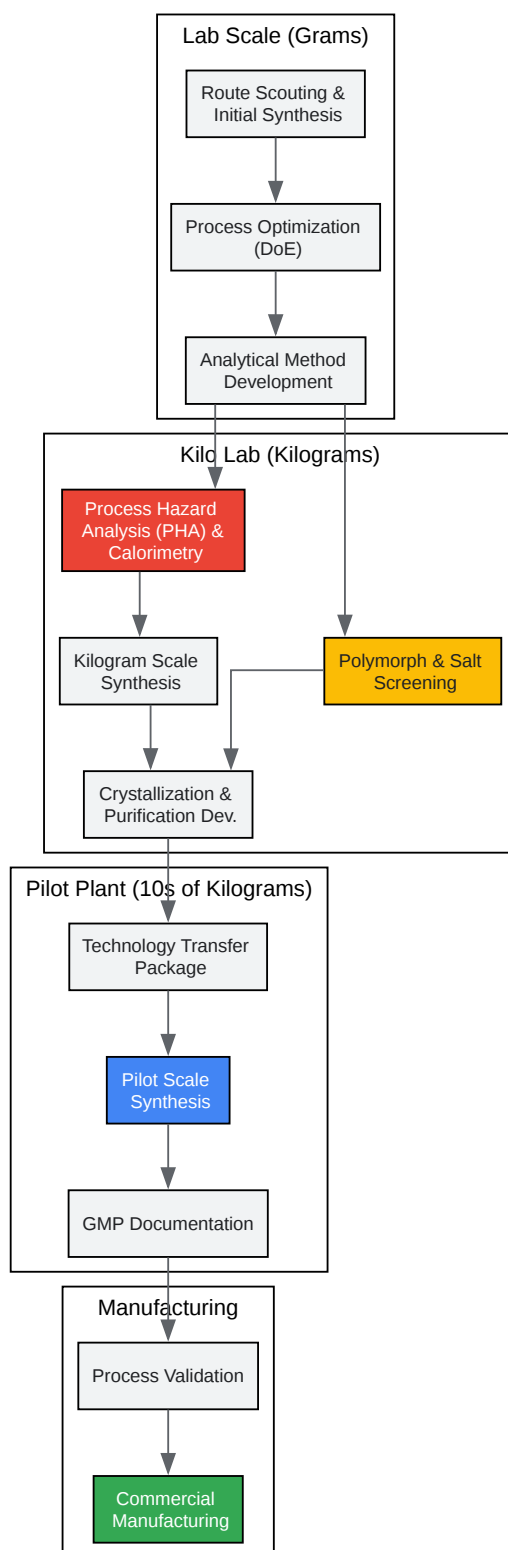 Lab Scale (Grams)
Route Scouting &
Initial Synthesis
Process Optimization
(DoE)
Analytical Method
Development
Kilo Lab (Kilograms)
Process Hazard
Analysis (PHA) &
Calorimetry
Kilogram Scale
Synthesis
Polymorph & Salt
Screening
Crystallization &
Purification Dev.
Pilot Plant (10s of Kilograms)
Technology Transfer
Package
Pilot Scale
Synthesis
GMP Documentation
Manufacturing
Process Validation
Commercial
Manufacturing